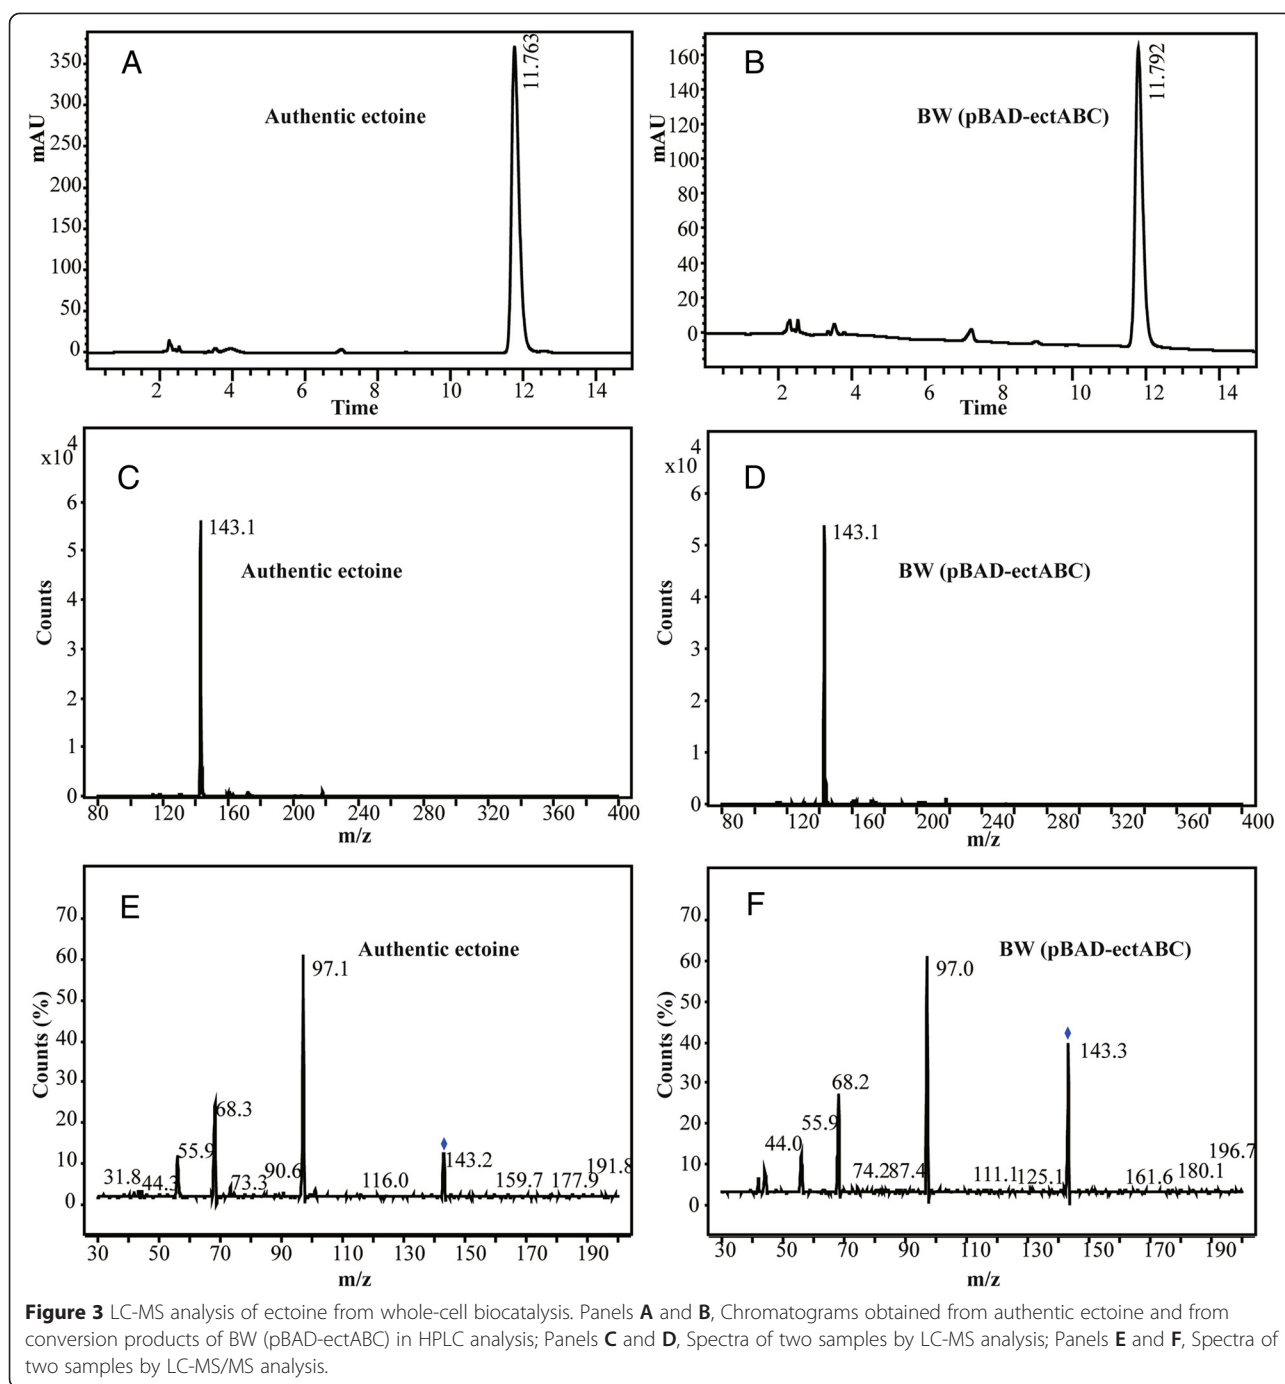 A
Authentic ectoine
11.763
mAU
350
300
250
200
150
100
50
0
2 4 6 8 10 12 14
Time
B
BW (pBAD-ectABC)
11.792
mAU
160
140
120
100
80
60
40
20
0
2 4 6 8 10 12 14
Time
C
x10 4
143.1
Authentic ectoine
Counts
6
5
4
3
2
1
0
80 120 160 200 240 280 320 360 400
m/z
D
x10 4
143.1
BW (pBAD-ectABC)
Counts
6
5
4
3
2
1
0
80 120 160 200 240 280 320 360 400
m/z
E
Authentic ectoine
Counts (%)
70
60
50
40
30
20
10
0
97.1
68.3
55.9
31.8 44.3 73.3 90.6 116.0 143.2 159.7 177.9 191.8
30 50 70 90 110 130 150 170 190
m/z
F
BW (pBAD-ectABC)
Counts (%)
70
60
50
40
30
20
10
0
97.0
143.3
68.2
55.9
44.0 74.2 87.4 111.1 125.1 161.6 180.1 196.7
30 50 70 90 110 130 150 170 190
m/z
Figure 3 LC-MS analysis of ectoine from whole-cell biocatalysis. Panels A and B, Chromatograms obtained from authentic ectoine and from
conversion products of BW (pBAD-ectABC) in HPLC analysis; Panels C and D, Spectra of two samples by LC-MS analysis; Panels E and F, Spectra of
two samples by LC-MS/MS analysis.